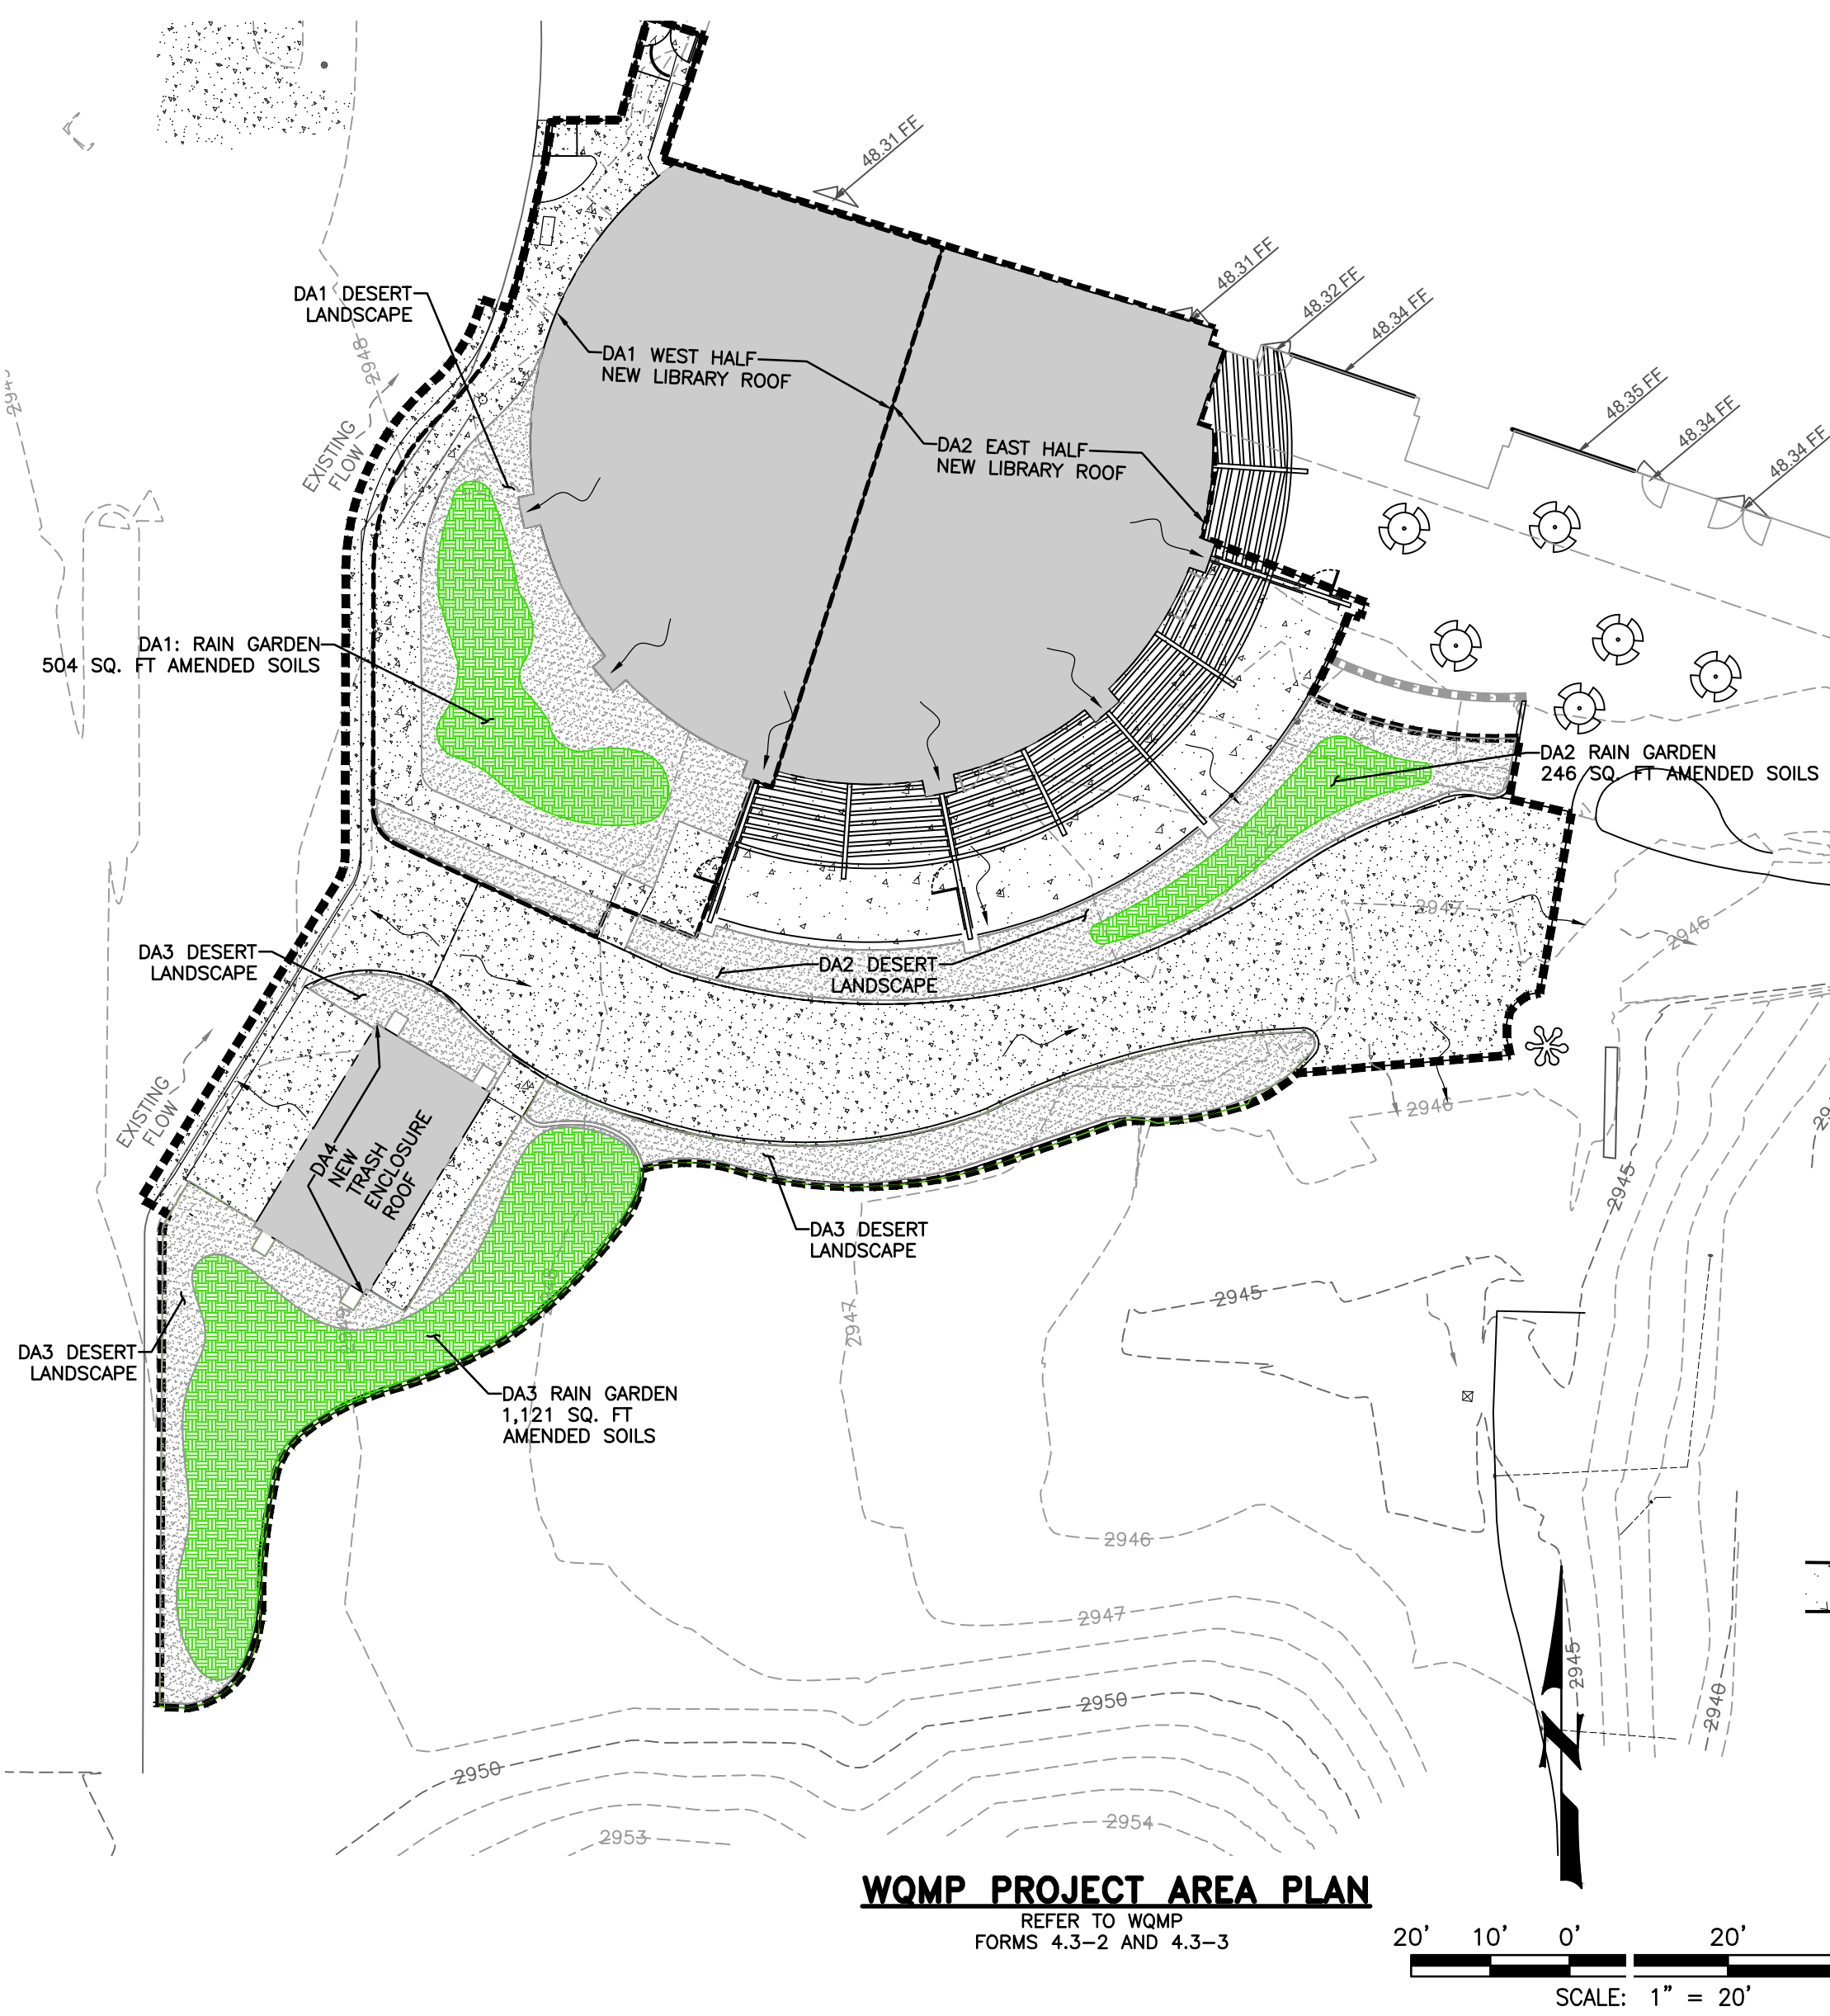 48.31 FF
48.31 FF
48.32 FF
48.34 FF
48.35 FF
48.34 FF
48.34 FF
DA1 DESERT
LANDSCAPE
2948
EXISTING
FLOW
DA1 WEST HALF
NEW LIBRARY ROOF
DA2 EAST HALF
NEW LIBRARY ROOF
DA1: RAIN GARDEN
504 SQ. FT AMENDED SOILS
DA2 RAIN GARDEN
246 SQ. FT AMENDED SOILS
2947
2946
DA3 DESERT
LANDSCAPE
DA2 DESERT
LANDSCAPE
EXISTING
FLOW
DA4
NEW
TRASH
ENCLOSURE
ROOF
2946
2945
DA3 DESERT
LANDSCAPE
2947
2945
DA3 DESERT
LANDSCAPE
DA3 RAIN GARDEN
1,121 SQ. FT
AMENDED SOILS
2946
2947
2945
2940
2950
2950
2953
2954
WQMP PROJECT AREA PLAN
REFER TO WQMP
FORMS 4.3-2 AND 4.3-3
20' 10' 0' 20'
SCALE: 1" = 20'